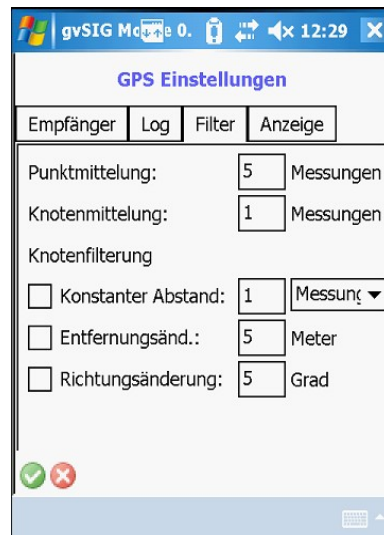 gvSIG Mo e 0. 12:29
GPS Einstellungen
Empfänger Log Filter Anzeige
Punktmittelung: 5 Messungen
Knotenmittelung: 1 Messungen
Knotenfilterung
Konstanter Abstand: 1 Messung
Entfernungsänd.: 5 Meter
Richtungsänderung: 5 Grad